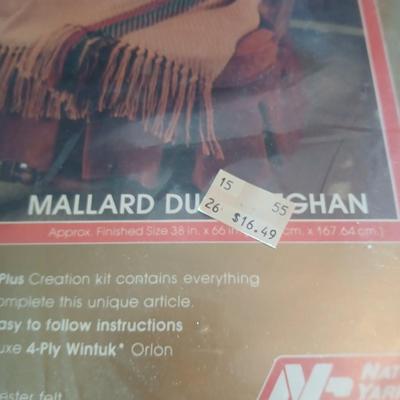 MALLARD DU GHAN
15 55
26 $16.49
Approx. Finished Size 38 in. x 66 in cm. x 167.64 cm.)
Plus Creation kit contains everything
omplete this unique article.
asy to follow instructions
uxe 4-Ply Wintuk* Orlon
ester felt
NAT
YAR